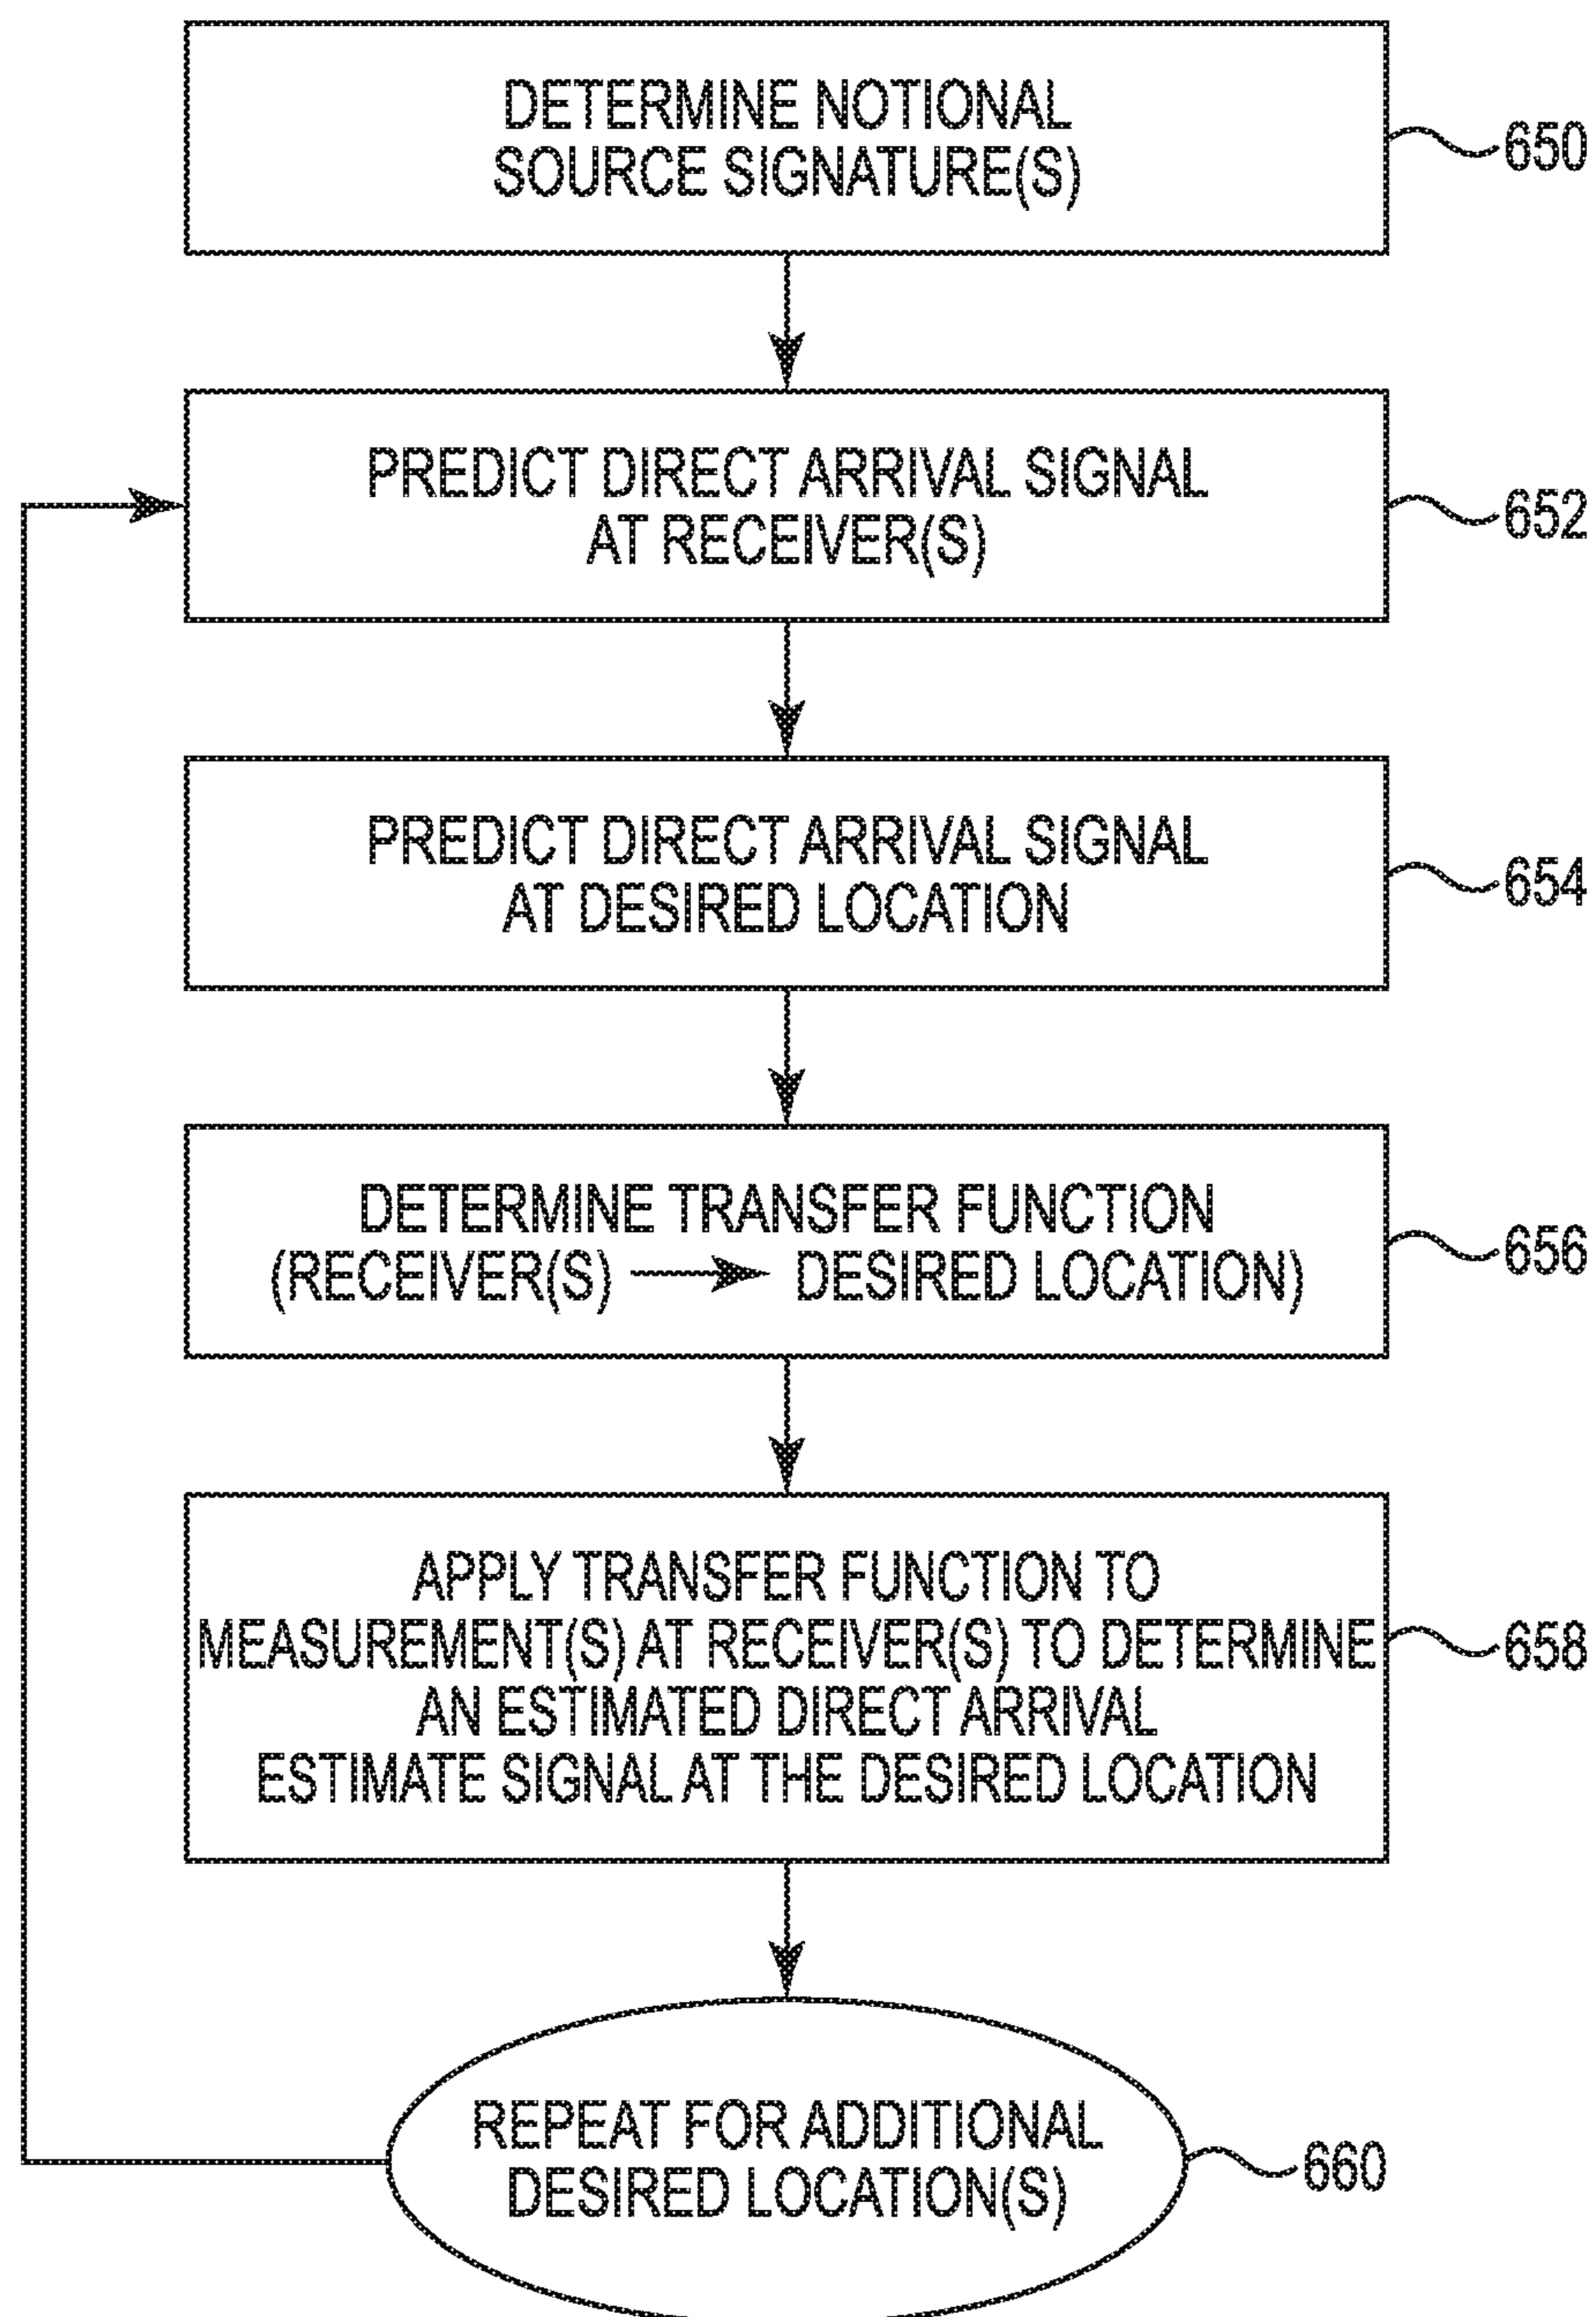 DETERMINE NOTIONAL
SOURCE SIGNATURE(S)
650
PREDICT DIRECT ARRIVAL SIGNAL
AT RECEIVER(S)
652
PREDICT DIRECT ARRIVAL SIGNAL
AT DESIRED LOCATION
654
DETERMINE TRANSFER FUNCTION
(RECEIVER(S) → DESIRED LOCATION)
656
APPLY TRANSFER FUNCTION TO
MEASUREMENT(S) AT RECEIVER(S) TO DETERMINE
AN ESTIMATED DIRECT ARRIVAL
ESTIMATE SIGNAL AT THE DESIRED LOCATION
658
REPEAT FOR ADDITIONAL
DESIRED LOCATION(S)
660